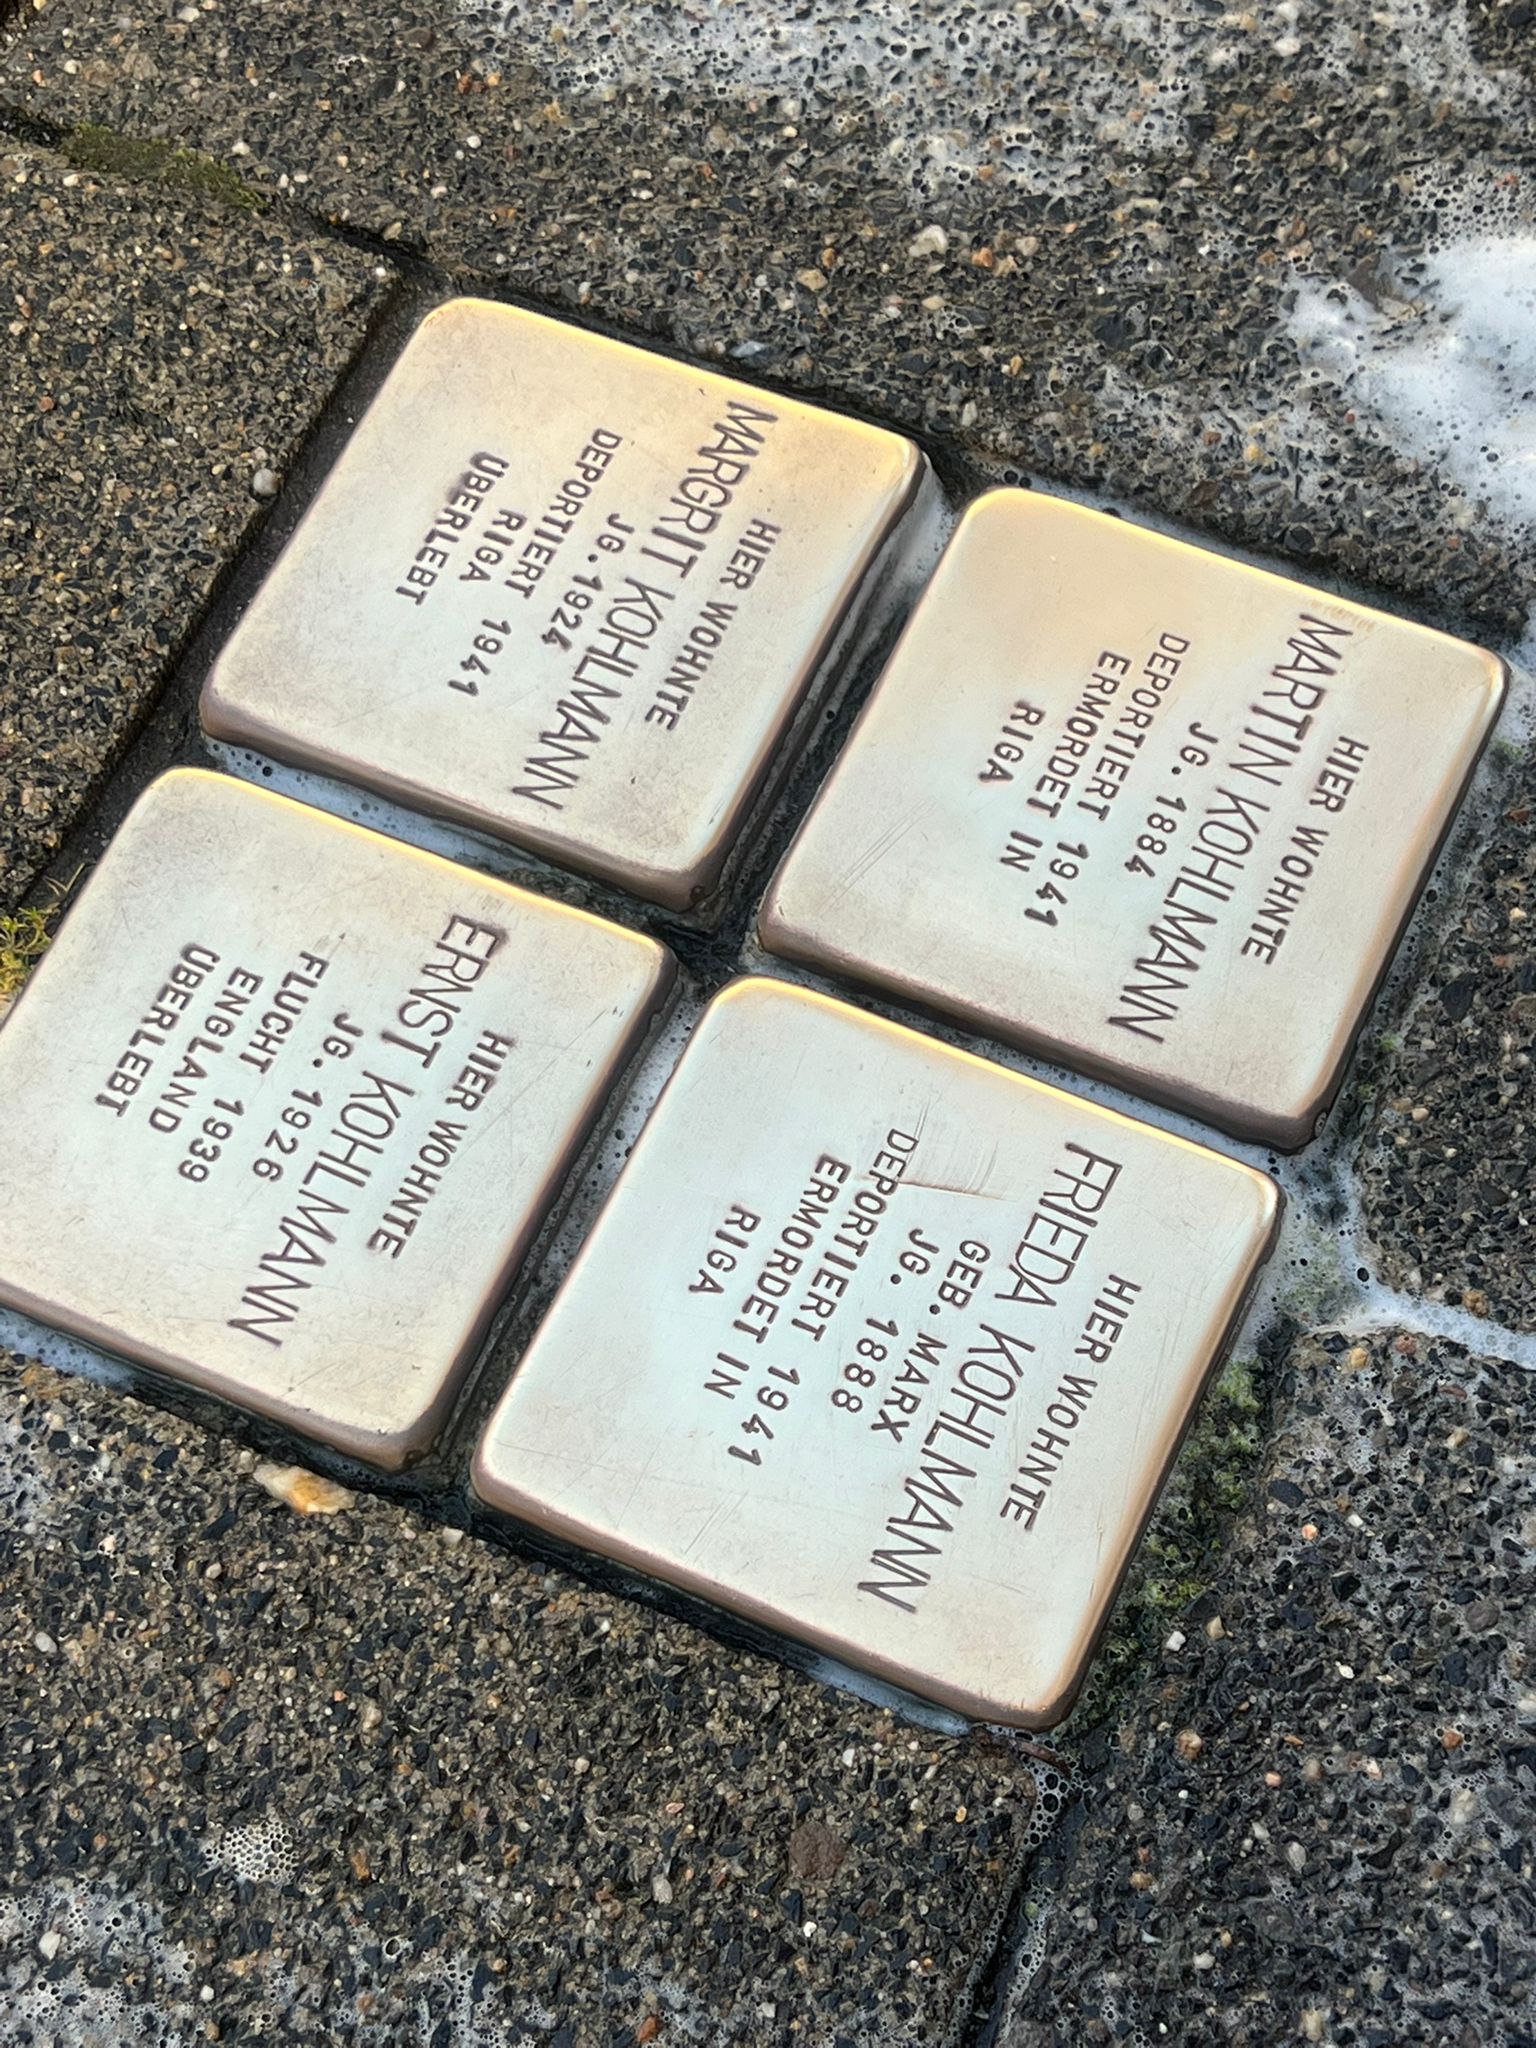 HIER WOHNTE
MARTIN KOHLMANN
JG. 1884
DEPORTIERT 1941
ERMORDET IN
RIGA
HIER WOHNTE
FRIEDA KOHLMANN
GEB. MARX
JG. 1888
DEPORTIERT 1941
ERMORDET IN
RIGA
HIER WOHNTE
MARGRIT KOHLMANN
JG. 1924
DEPORTIERT
RIGA 1941
ÜBERLEBT
HIER WOHNTE
ERNST KOHLMANN
JG. 1926
FLUCHT 1939
ENGLAND
ÜBERLEBT